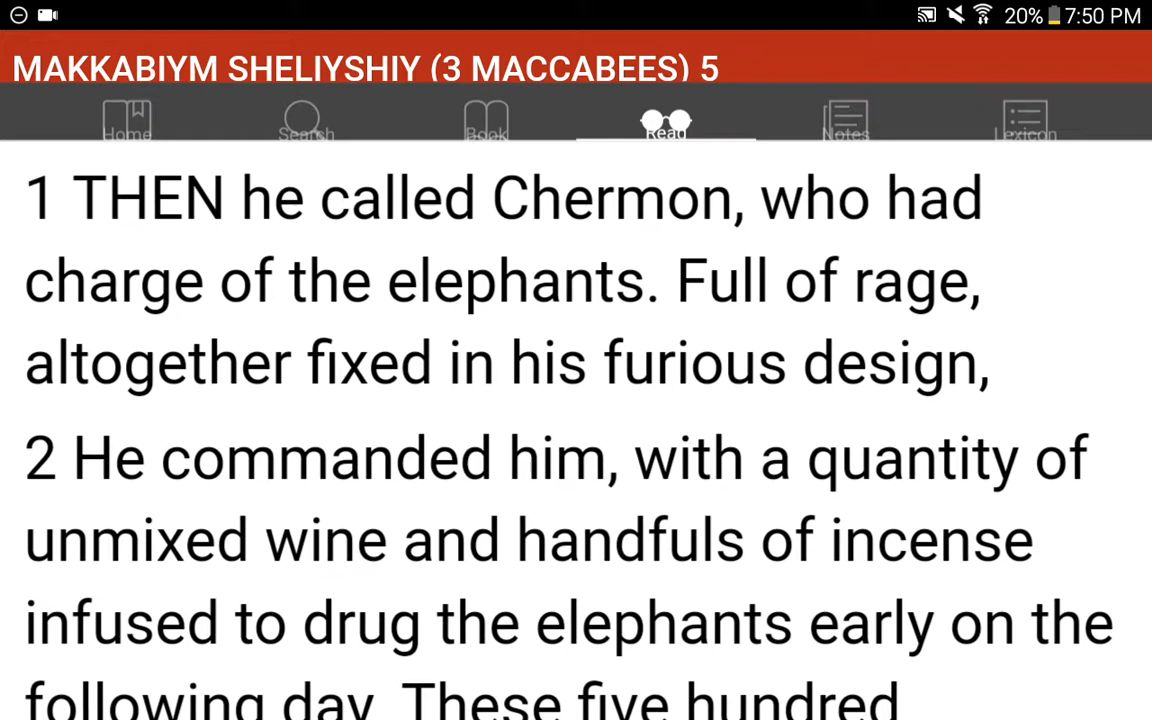 20% 7:50 PM
MAKKABIYM SHELIYSHIY (3 MACCABEES) 5
Home Search Book Read Notes Lexicon
1 THEN he called Chermon, who had
charge of the elephants. Full of rage,
altogether fixed in his furious design,
2 He commanded him, with a quantity of
unmixed wine and handfuls of incense
infused to drug the elephants early on the
following day. These five hundred